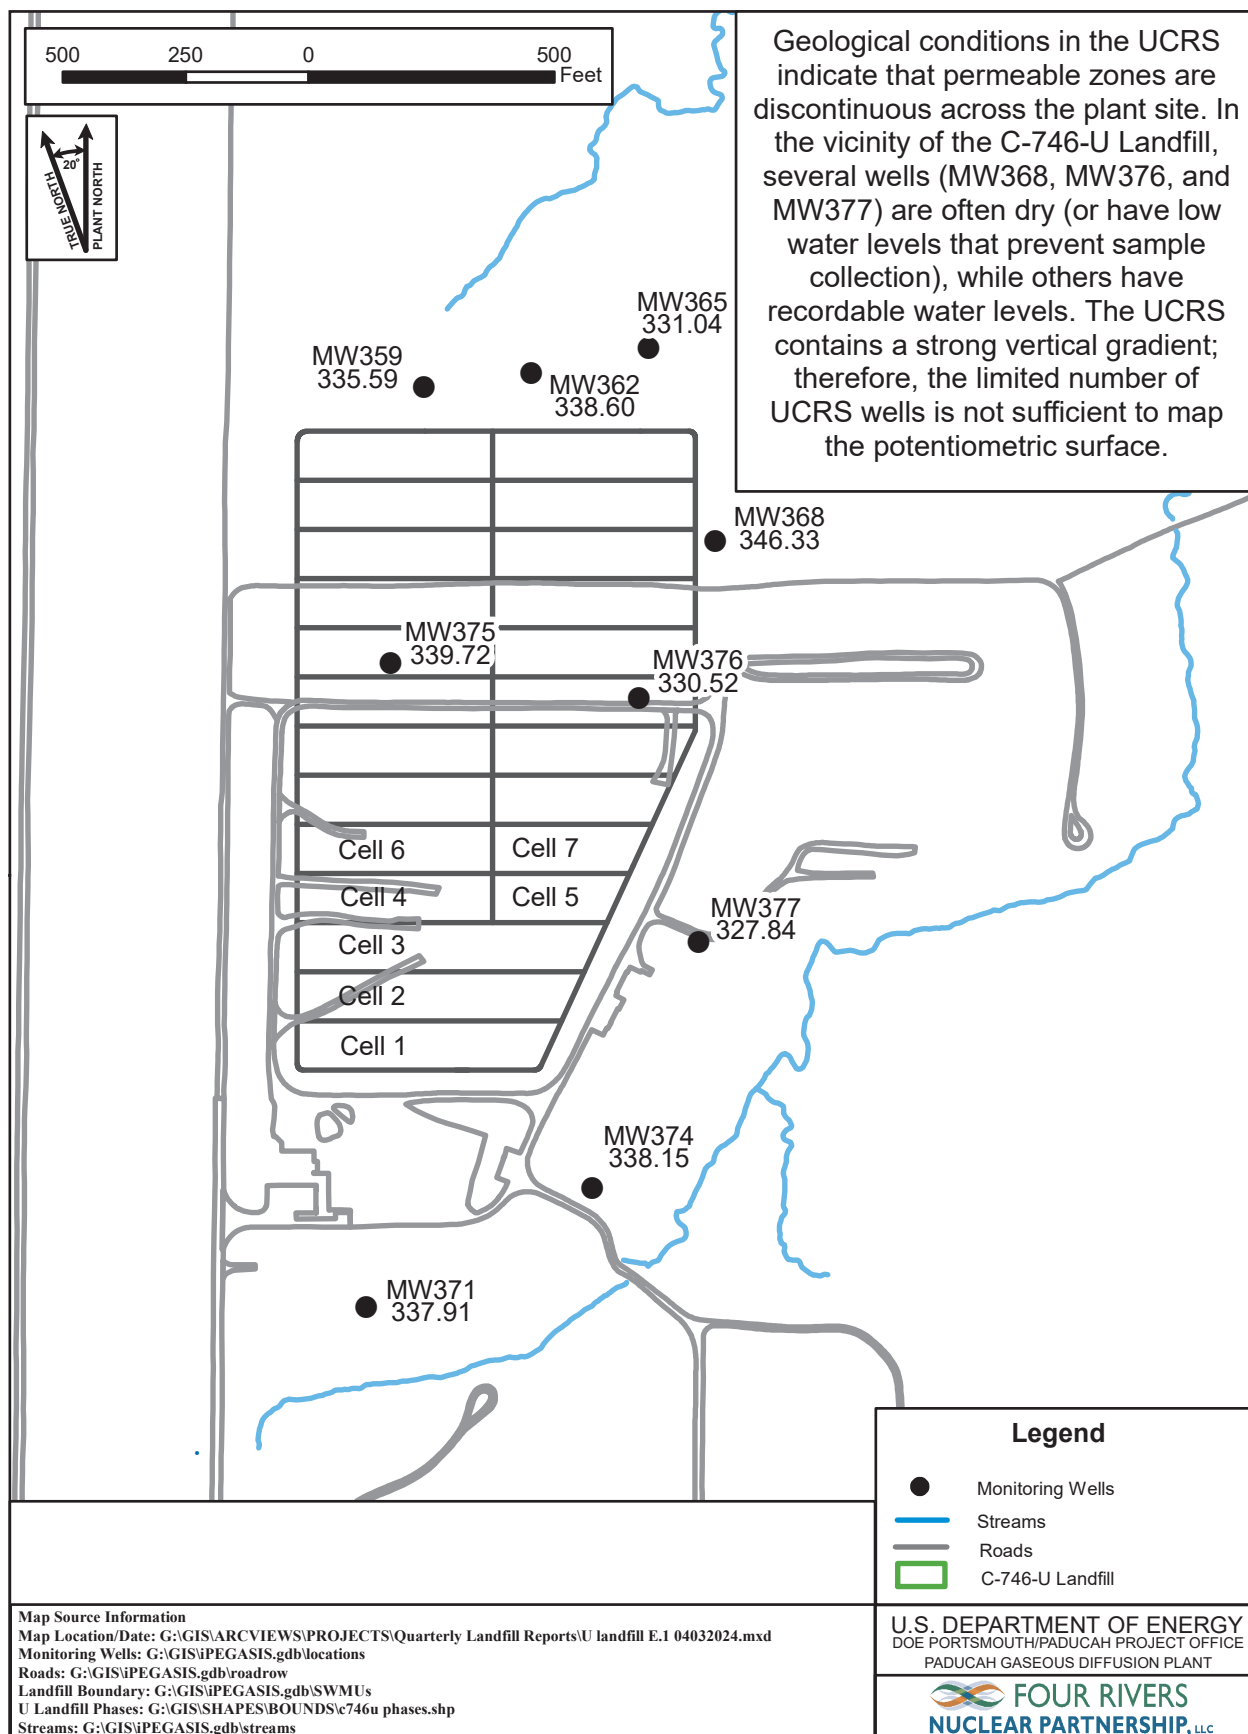 500 250 0 500
Feet
20°
TRUE NORTH
PLANT NORTH
Geological conditions in the UCRS
indicate that permeable zones are
discontinuous across the plant site. In
the vicinity of the C-746-U Landfill,
several wells (MW368, MW376, and
MW377) are often dry (or have low
water levels that prevent sample
collection), while others have
recordable water levels. The UCRS
contains a strong vertical gradient;
therefore, the limited number of
UCRS wells is not sufficient to map
the potentiometric surface.
MW365
331.04
MW359
335.59
MW362
338.60
MW368
346.33
MW375
339.72
MW376
330.52
Cell 6
Cell 7
Cell 4
Cell 5
MW377
327.84
Cell 3
Cell 2
Cell 1
MW374
338.15
MW371
337.91
Legend
Monitoring Wells
Streams
Roads
C-746-U Landfill
Map Source Information
Map Location/Date: G:\GIS\ARCVIEWS\PROJECTS\Quarterly Landfill Reports\U landfill E.1 04032024.mxd
Monitoring Wells: G:\GIS\iPEGASIS.gdb\locations
Roads: G:\GIS\iPEGASIS.gdb\roadrow
Landfill Boundary: G:\GIS\iPEGASIS.gdb\SWMUs
U Landfill Phases: G:\GIS\SHAPES\BOUNDS\c746u phases.shp
Streams: G:\GIS\iPEGASIS.gdb\streams
U.S. DEPARTMENT OF ENERGY
DOE PORTSMOUTH/PADUCAH PROJECT OFFICE
PADUCAH GASEOUS DIFFUSION PLANT
FOUR RIVERS
NUCLEAR PARTNERSHIP, LLC